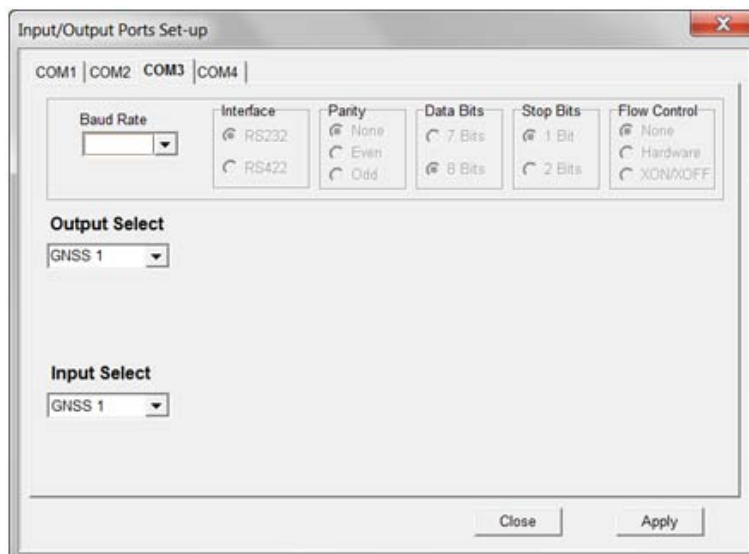 Input/Output Ports Set-up
COM1 COM2 COM3 COM4
Baud Rate
Interface
RS232
RS422
Parity
None
Even
Odd
Data Bits
7 Bits
8 Bits
Stop Bits
1 Bit
2 Bits
Flow Control
None
Hardware
XON/XOFF
Output Select
GNSS 1
Input Select
GNSS 1
Close Apply